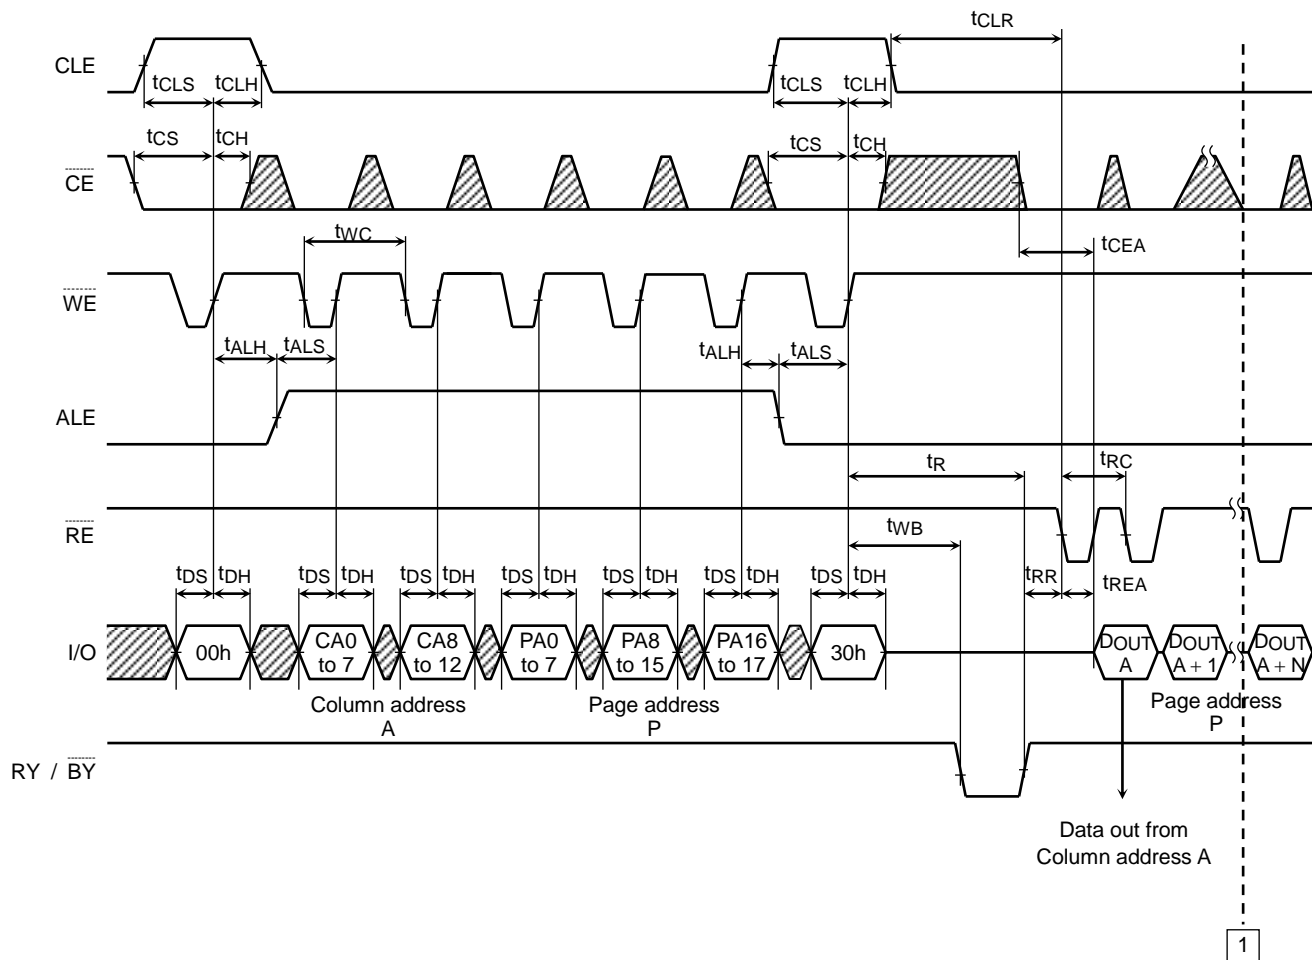 tCLR
CLE
tCLS tCLH tCLS tCLH
tCS tCH tCS tCH
CE
tWC tCEA
WE
tALH tALS tALH tALS
ALE
tR tRC
RE
tWB
tDS tDH tDS tDH tDS tDH tDS tDH tDS tDH tDS tDH tDS tDH tRR tREA
I/O 00h CA0 to 7 CA8 to 12 PA0 to 7 PA8 to 15 PA16 to 17 30h DOUT A DOUT A + 1 DOUT A + N
Column address A Page address P Page address P
RY / BY
Data out from
Column address A
1